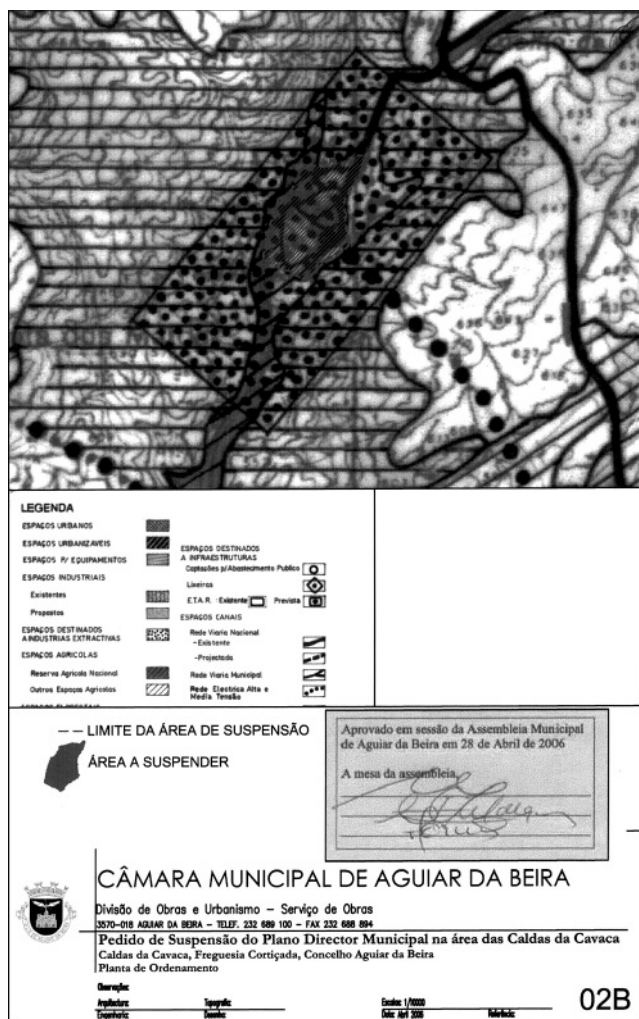 635
627
LEGENDA
ESPAÇOS URBANOS
ESPAÇOS URBANIZAVEIS
ESPAÇOS P/ EQUIPAMENTOS
ESPAÇOS INDUSTRIAIS
Existentes
Propostos
ESPAÇOS DESTINADOS
A INDUSTRIAS EXTRACTIVAS
ESPAÇOS AGRICOLAS
Reserva Agricola Nacional
Outros Espaços Agricolas
ESPAÇOS DESTINADOS
A INFRAESTRUTURAS
Captações p/Abastecimento Publico
Lixeiras
E.T.A.R. : Existente Prevista
ESPAÇOS CANAIS
Rede Viaria Nacional
-Existente
-Projectada
Rede Viaria Municipal
Rede Electrica Alta e
Media Tensão
LIMITE DA ÁREA DE SUSPENSÃO
ÁREA A SUSPENDER
Aprovado em sessão da Assembleia Municipal
de Aguiar da Beira em 28 de Abril de 2006
A mesa da assembleia,
CÂMARA MUNICIPAL DE AGUIAR DA BEIRA
Divisão de Obras e Urbanismo – Serviço de Obras
3570-018 AGUIAR DA BEIRA - TELEF. 232 689 100 - FAX 232 688 894
Pedido de Suspensão do Plano Director Municipal na área das Caldas da Cavaca
Caldas da Cavaca, Freguesia Cortiçada, Concelho Aguiar da Beira
Planta de Ordenamento
Observações:
Arquitectura: Topografia: Escalas: 1/10000
Engenharia: Desenho: Data: Abril 2006 Referência:
02B